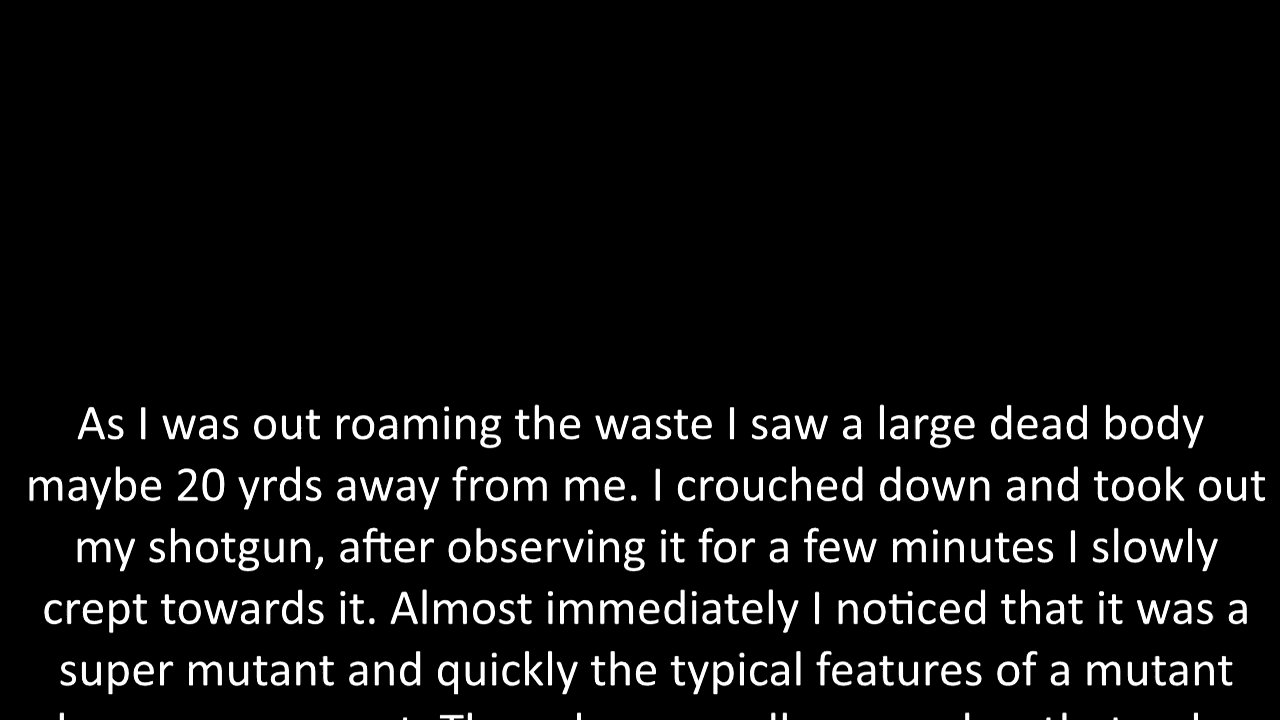 As I was out roaming the waste I saw a large dead body
maybe 20 yrds away from me. I crouched down and took out
my shotgun, after observing it for a few minutes I slowly
crept towards it. Almost immediately I noticed that it was a
super mutant and quickly the typical features of a mutant